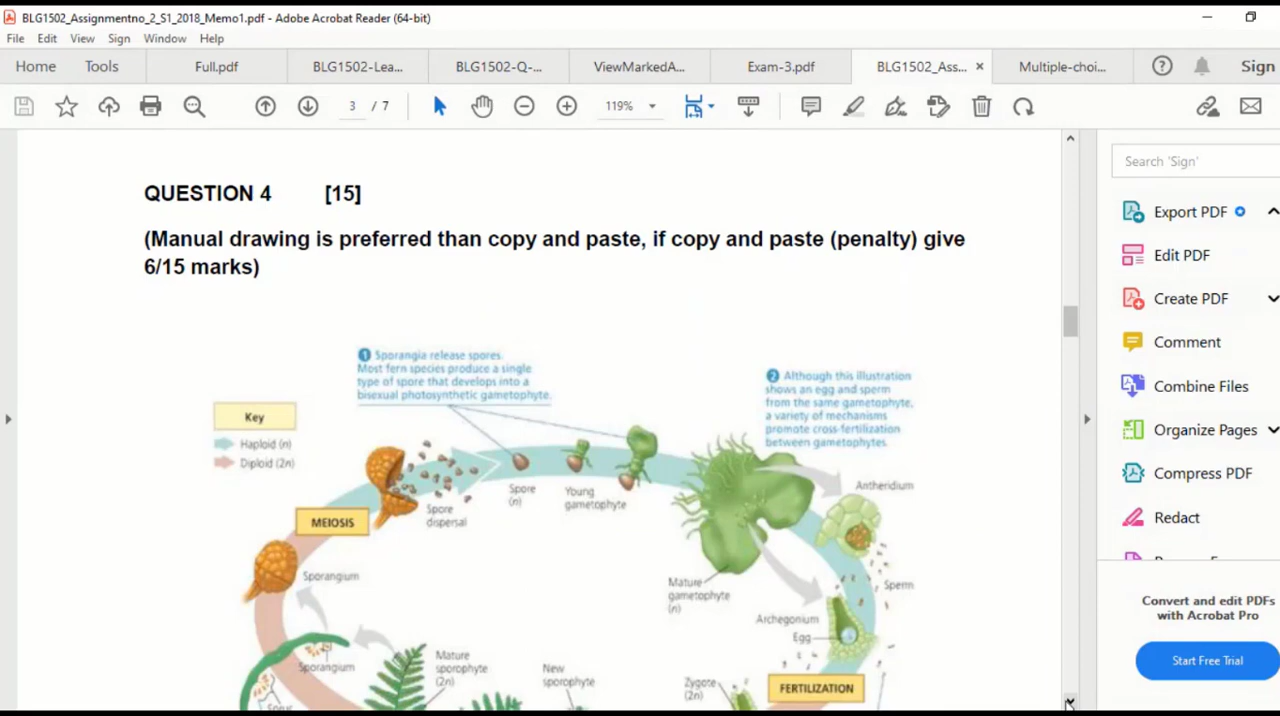 BLG1502_Assignmentno_2_S1_2018_Memo1.pdf - Adobe Acrobat Reader (64-bit)
File Edit View Sign Window Help
Home Tools Full.pdf BLG1502-Lea... BLG1502-Q-... ViewMarkedA... Exam-3.pdf BLG1502_Ass... × Multiple-choi... Sign
3 / 7 119%
QUESTION 4 [15]
(Manual drawing is preferred than copy and paste, if copy and paste (penalty) give
6/15 marks)
1 Sporangia release spores.
Most fern species produce a single
type of spore that develops into a
bisexual photosynthetic gametophyte.
2 Although this illustration
shows an egg and sperm
from the same gametophyte,
a variety of mechanisms
promote cross-fertilization
between gametophytes.
Key
Haploid (n)
Diploid (2n)
MEIOSIS
Spore
dispersal
Spore
(n)
Young
gametophyte
Antheridium
Sporangium
Mature
gametophyte
(n)
Sperm
Archegonium
Egg
Sporangium
Mature
sporophyte
(2n)
New
sporophyte
Zygote
(2n)
FERTILIZATION
Sorus
Search 'Sign'
Export PDF
Edit PDF
Create PDF
Comment
Combine Files
Organize Pages
Compress PDF
Redact
Convert and edit PDFs
with Acrobat Pro
Start Free Trial